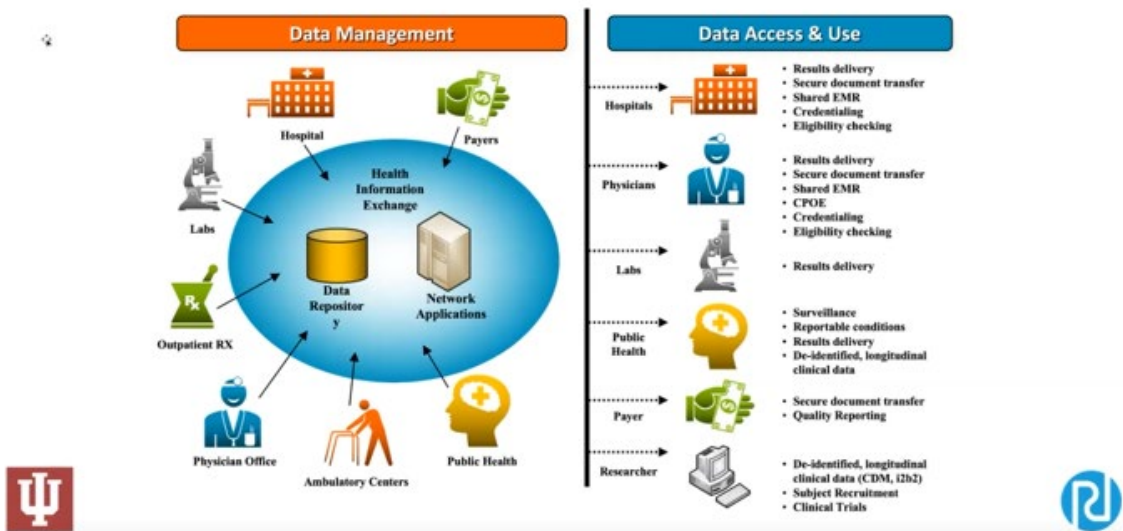 Data Management
Hospital
Payers
Labs
Health
Information
Exchange
Data
Repositor
y
Network
Applications
Rx
Outpatient RX
Physician Office
Ambulatory Centers
Public Health
Data Access & Use
Hospitals
• Results delivery
• Secure document transfer
• Shared EMR
• Credentialing
• Eligibility checking
Physicians
• Results delivery
• Secure document transfer
• Shared EMR
• CPOE
• Credentialing
• Eligibility checking
Labs
• Results delivery
Public
Health
• Surveillance
• Reportable conditions
• Results delivery
• De-identified, longitudinal
clinical data
Payer
• Secure document transfer
• Quality Reporting
Researcher
• De-identified, longitudinal
clinical data (CDM, i2b2)
• Subject Recruitment
• Clinical Trials